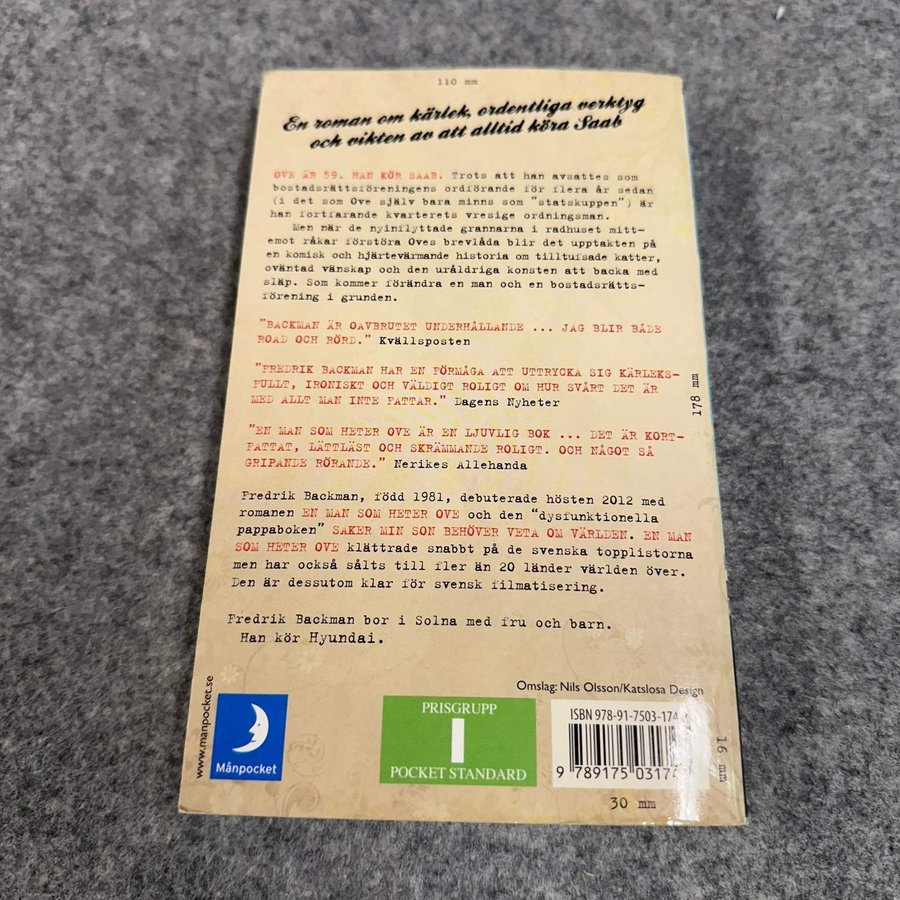 110 mm
En roman om kärlek, ordentliga verktyg
och vikten av att alltid köra Saab
OVE ÄR 59. HAN KÖR SAAB. Trots att han avsattes som
bostadsrättsföreningens ordförande för flera år sedan
(i det som Ove själv bara minns som "statskuppen") är
han fortfarande kvarterets vresige ordningsman.
Men när de nyinflyttade grannarna i radhuset mitt-
emot råkar förstöra Oves brevlåda blir det upptakten på
en komisk och hjärtevärmande historia om tilltufsade katter,
oväntad vänskap och den uråldriga konsten att backa med
släp. Som kommer förändra en man och en bostadsrätts-
förening i grunden.
"BACKMAN ÄR OAVBRUTET UNDERHÅLLANDE ... JAG BLIR BÅDE
ROAD OCH RÖRD." Kvällsposten
"FREDRIK BACKMAN HAR EN FÖRMÅGA ATT UTTRYCKA SIG KÄRLEKS-
FULLT, IRONISKT OCH VÄLDIGT ROLIGT OM HUR SVÅRT DET ÄR
MED ALLT MAN INTE FATTAR." Dagens Nyheter
178 mm
"EN MAN SOM HETER OVE ÄR EN LJUVLIG BOK ... DET ÄR KORT-
FATTAT, LÄTTLÄST OCH SKRÄMMANDE ROLIGT. OCH NÅGOT SÅ
GRIPANDE RÖRANDE." Nerikes Allehanda
Fredrik Backman, född 1981, debuterade hösten 2012 med
romanen EN MAN SOM HETER OVE och den "dysfunktionella
pappaboken" SAKER MIN SON BEHÖVER VETA OM VÄRLDEN. EN MAN
SOM HETER OVE klättrade snabbt på de svenska topplistorna
men har också sålts till fler än 20 länder världen över.
Den är dessutom klar för svensk filmatisering.
Fredrik Backman bor i Solna med fru och barn.
Han kör Hyundai.
Omslag: Nils Olsson/Katslosa Design
www.manpocket.se
Månpocket
PRISGRUPP
1
POCKET STANDARD
ISBN 978-91-7503-174
9 789175 03174
16 mm
30 mm